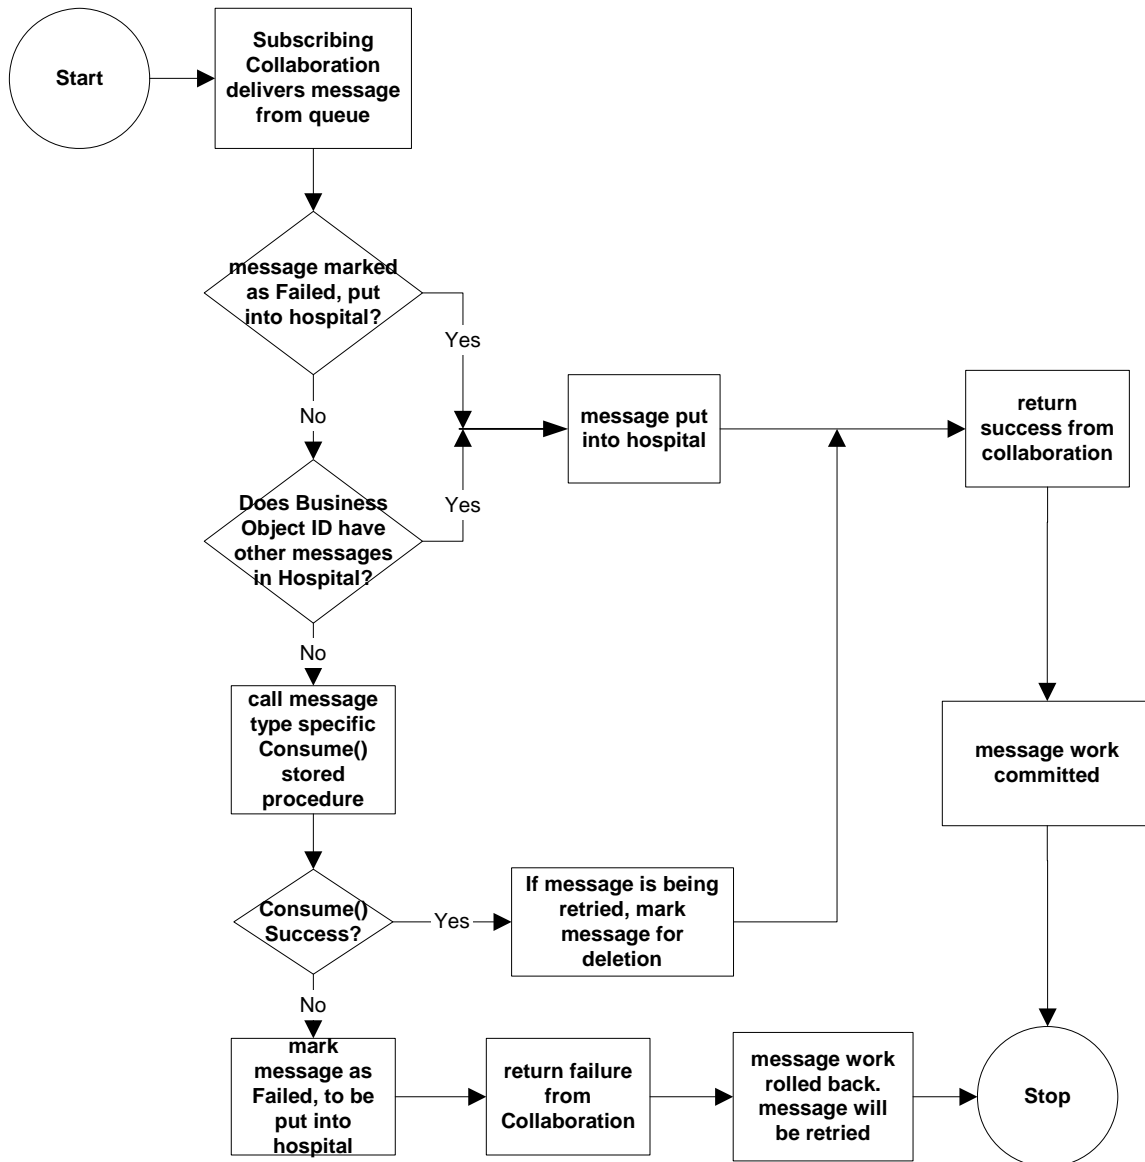 Start
Subscribing
Collaboration
delivers message
from queue
message marked
as Failed, put
into hospital?
Yes
No
message put
into hospital
return
success from
collaboration
Does Business
Object ID have
other messages
in Hospital?
Yes
No
call message
type specific
Consume()
stored
procedure
message work
committed
Consume()
Success?
Yes
If message is being
retried, mark
message for
deletion
No
mark
message as
Failed, to be
put into
hospital
return failure
from
Collaboration
message work
rolled back.
message will
be retried
Stop